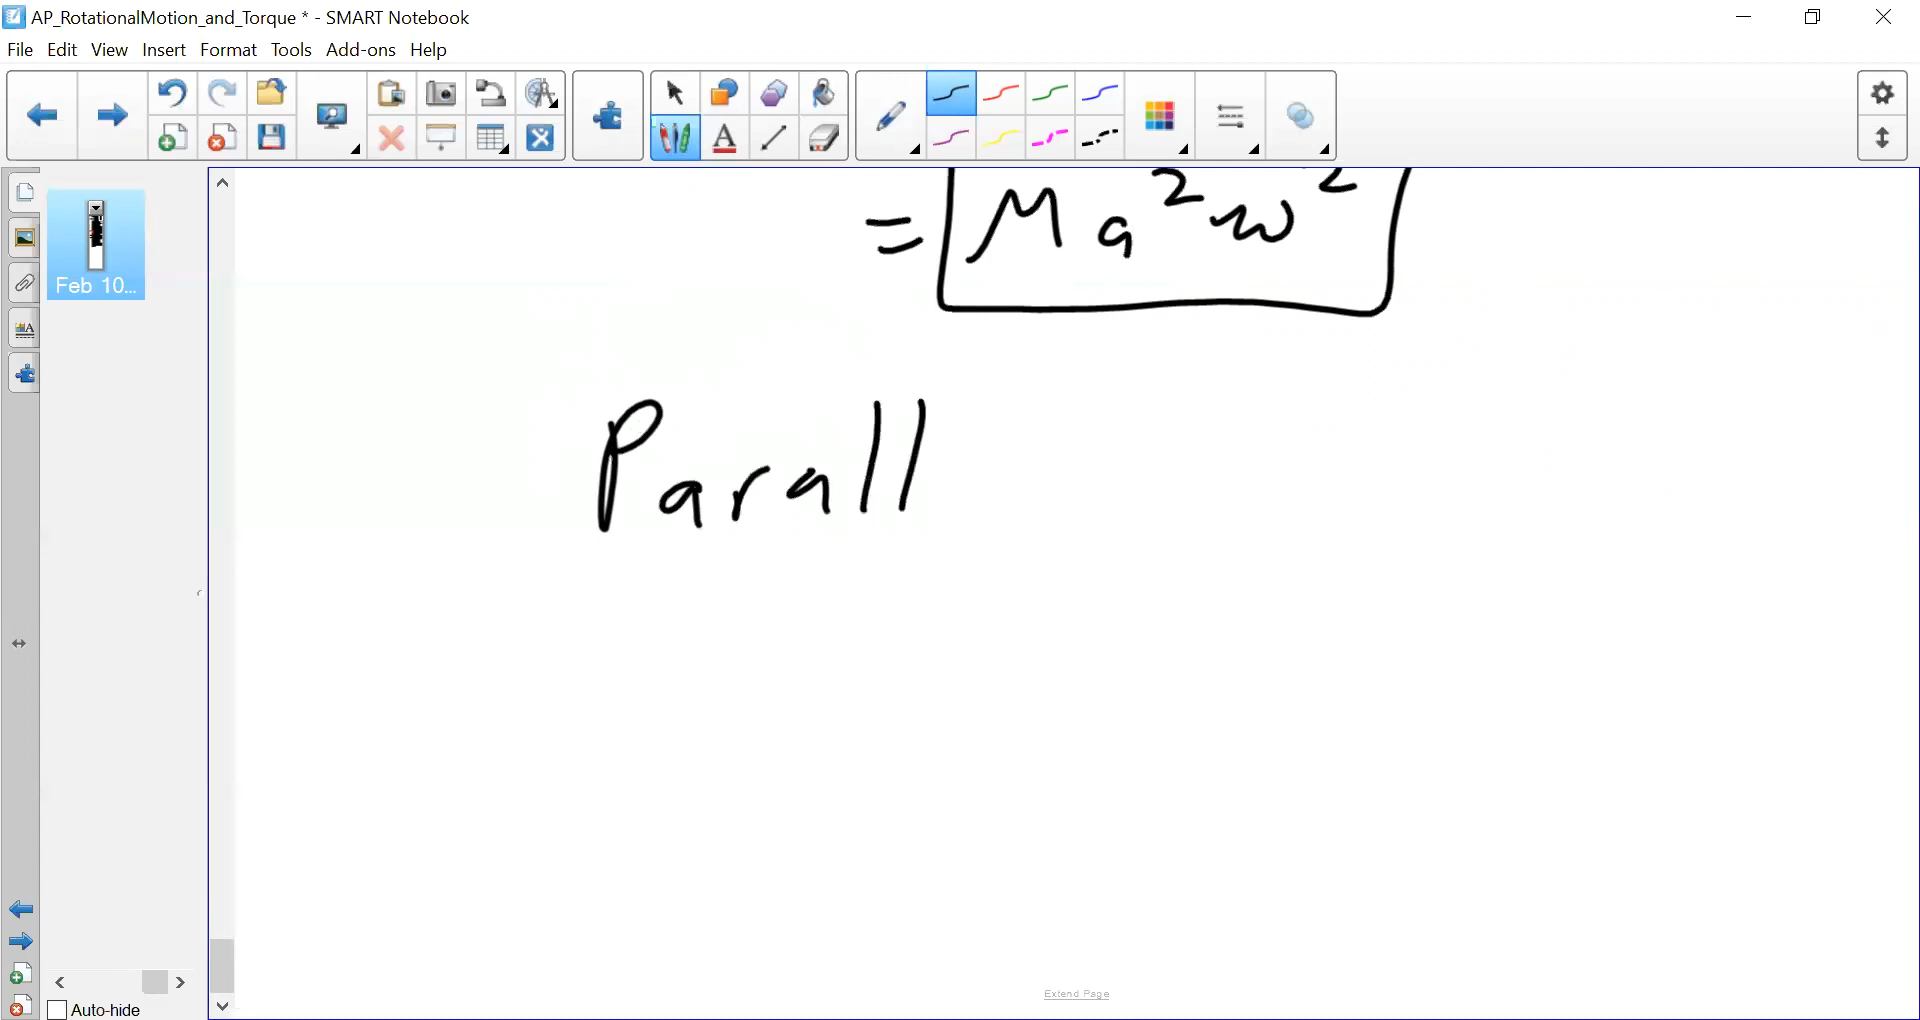 AP_RotationalMotion_and_Torque * - SMART Notebook
File Edit View Insert Format Tools Add-ons Help
= Ma²ω²
Feb 10...
Parall
Extend Page
Auto-hide